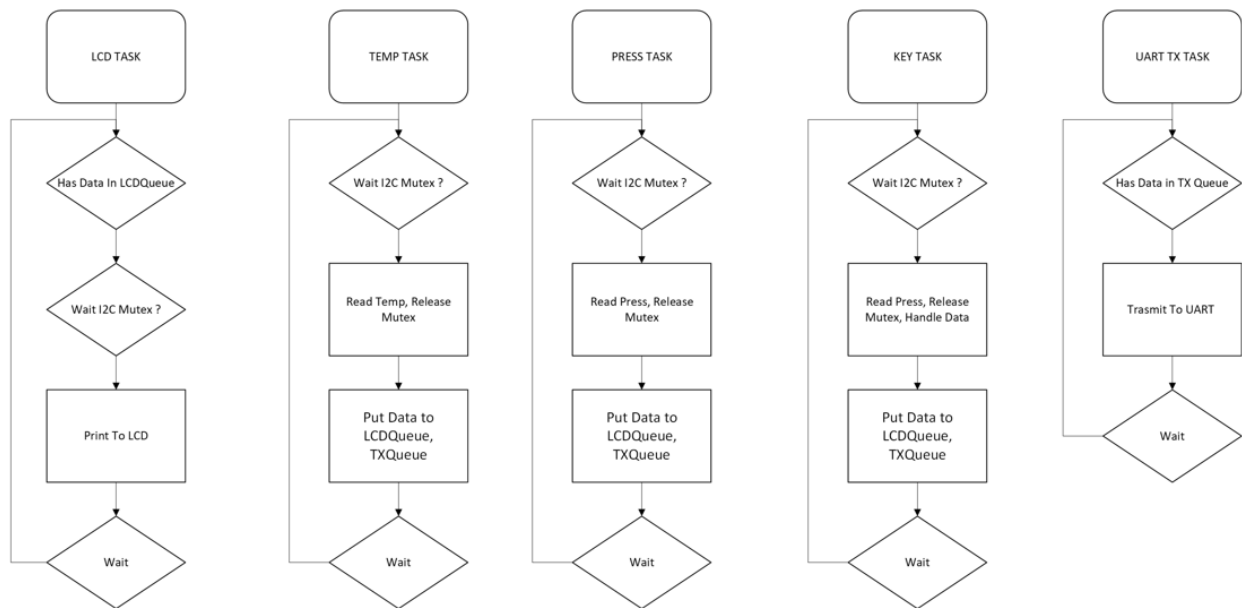 LCD TASK
Has Data In LCDQueue
Wait I2C Mutex ?
Print To LCD
Wait
TEMP TASK
Wait I2C Mutex ?
Read Temp, Release
Mutex
Put Data to
LCDQueue,
TXQueue
Wait
PRESS TASK
Wait I2C Mutex ?
Read Press, Release
Mutex
Put Data to
LCDQueue,
TXQueue
Wait
KEY TASK
Wait I2C Mutex ?
Read Press, Release
Mutex, Handle Data
Put Data to
LCDQueue,
TXQueue
Wait
UART TX TASK
Has Data in TX Queue
Trasmit To UART
Wait